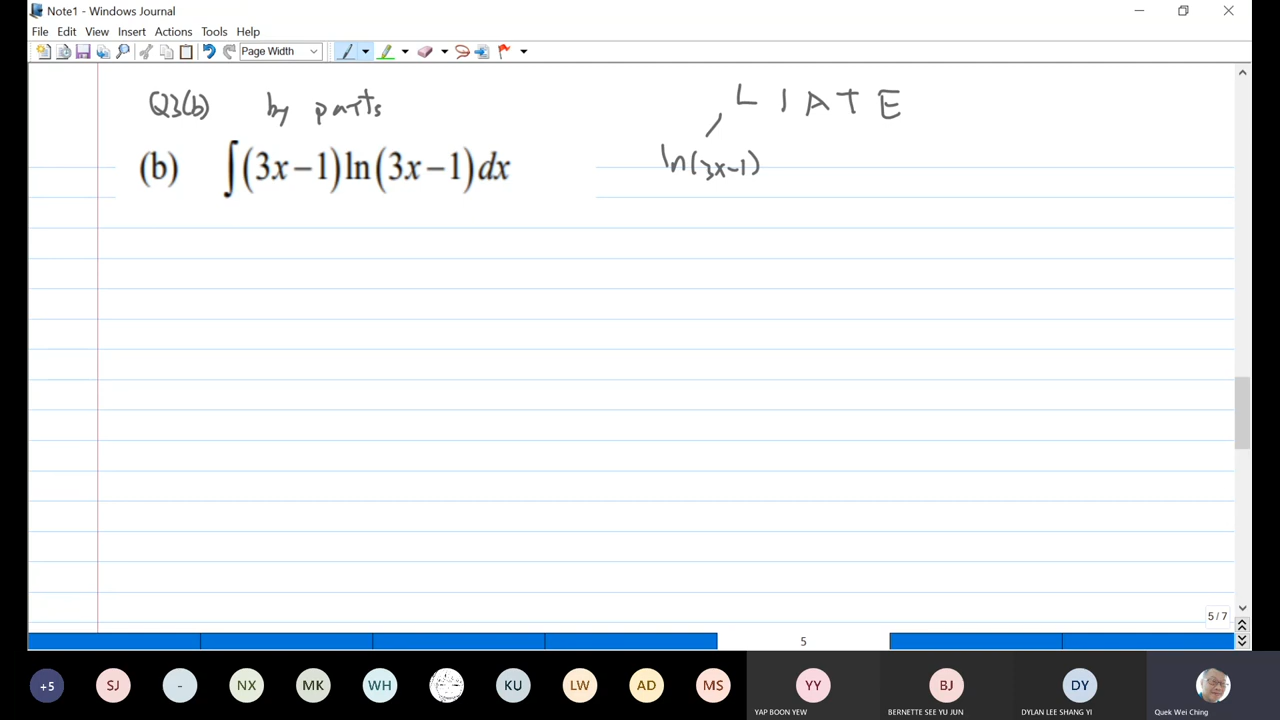 Note1 - Windows Journal
File Edit View Insert Actions Tools Help
Page Width
Q3(b) by parts
L I A T E
ln(3x-1)
(b) ∫(3x−1)ln(3x−1)dx
5 / 7
5
+5 SJ - NX MK WH KU LW AD MS YY BJ DY
YAP BOON YEW BERNETTE SEE YU JUN DYLAN LEE SHANG YI Quek Wei Ching